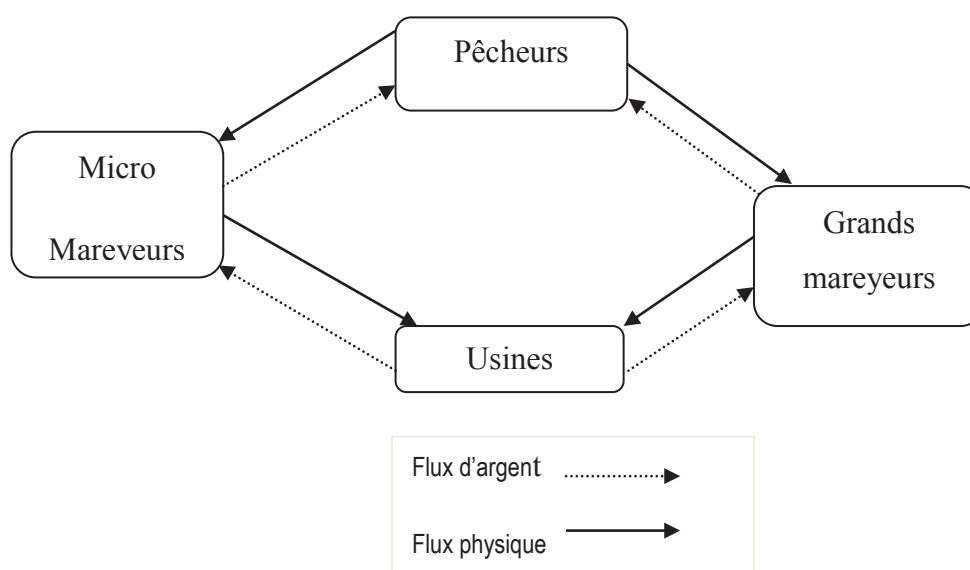 Pêcheurs
Micro
Mareveurs
Grands
mareyeurs
Usines
Flux d'argent
Flux physique